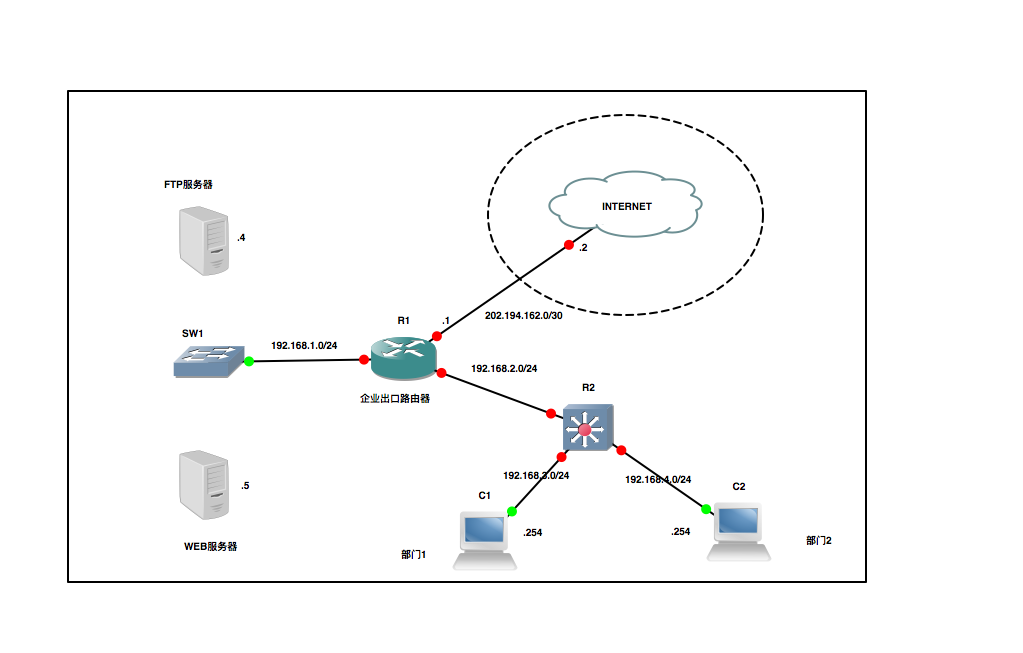 INTERNET
FTP服务器
.4
.2
202.194.162.0/30
R1
.1
SW1
192.168.1.0/24
192.168.2.0/24
企业出口路由器
R2
192.168.3.0/24
192.168.4.0/24
C1
C2
.5
.254
.254
WEB服务器
部门1
部门2